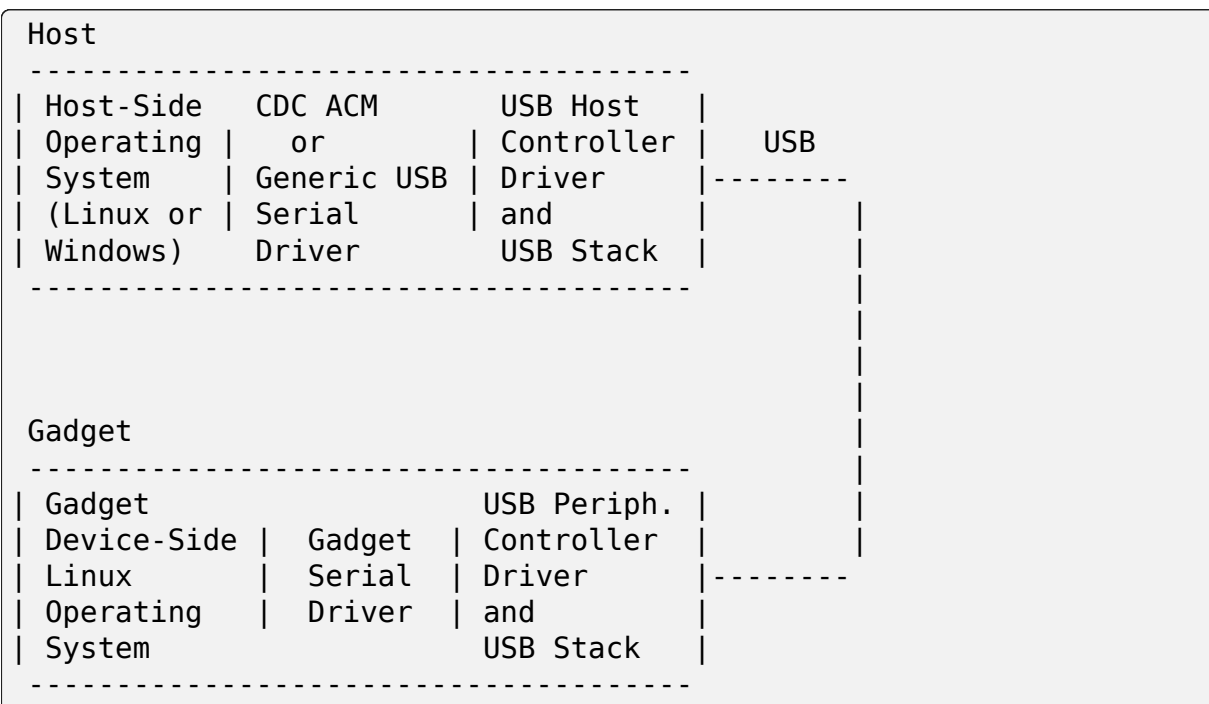 Host
--------------------------------------
| Host-Side   CDC ACM       USB Host   |
| Operating |   or        | Controller |   USB
| System    | Generic USB | Driver     |--------
| (Linux or | Serial      | and        |        |
| Windows)    Driver        USB Stack  |        |
--------------------------------------         |
                                                |
                                                |
                                                |
Gadget                                         |
--------------------------------------         |
| Gadget                   USB Periph. |        |
| Device-Side |  Gadget  | Controller  |        |
| Linux       |  Serial  | Driver      |--------
| Operating   |  Driver  | and         |
| System                   USB Stack   |
--------------------------------------